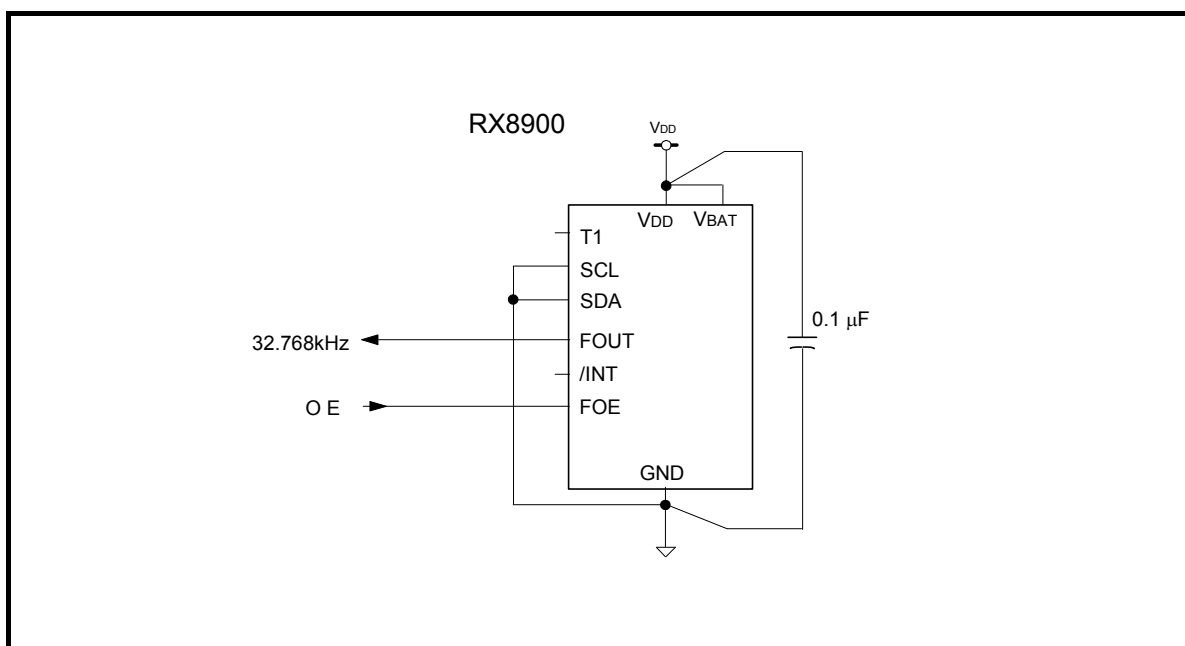 RX8900
VDD
VDD VBAT
T1
SCL
SDA
0.1 μF
32.768kHz FOUT
/INT
O E FOE
GND